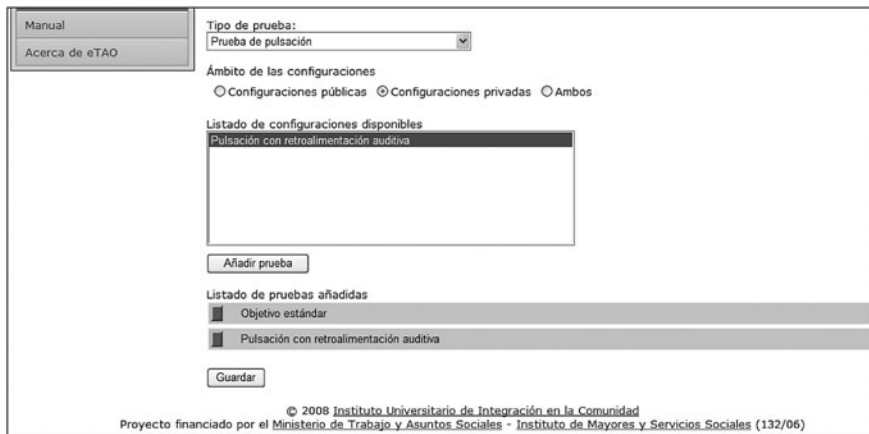 Manual
Acerca de eTAO
Tipo de prueba:
Prueba de pulsación
Ámbito de las configuraciones
Configuraciones públicas Configuraciones privadas Ambos
Listado de configuraciones disponibles
Pulsación con retroalimentación auditiva
Añadir prueba
Listado de pruebas añadidas
Objetivo estándar
Pulsación con retroalimentación auditiva
Guardar
© 2008 Instituto Universitario de Integración en la Comunidad
Proyecto financiado por el Ministerio de Trabajo y Asuntos Sociales - Instituto de Mayores y Servicios Sociales (132/06)